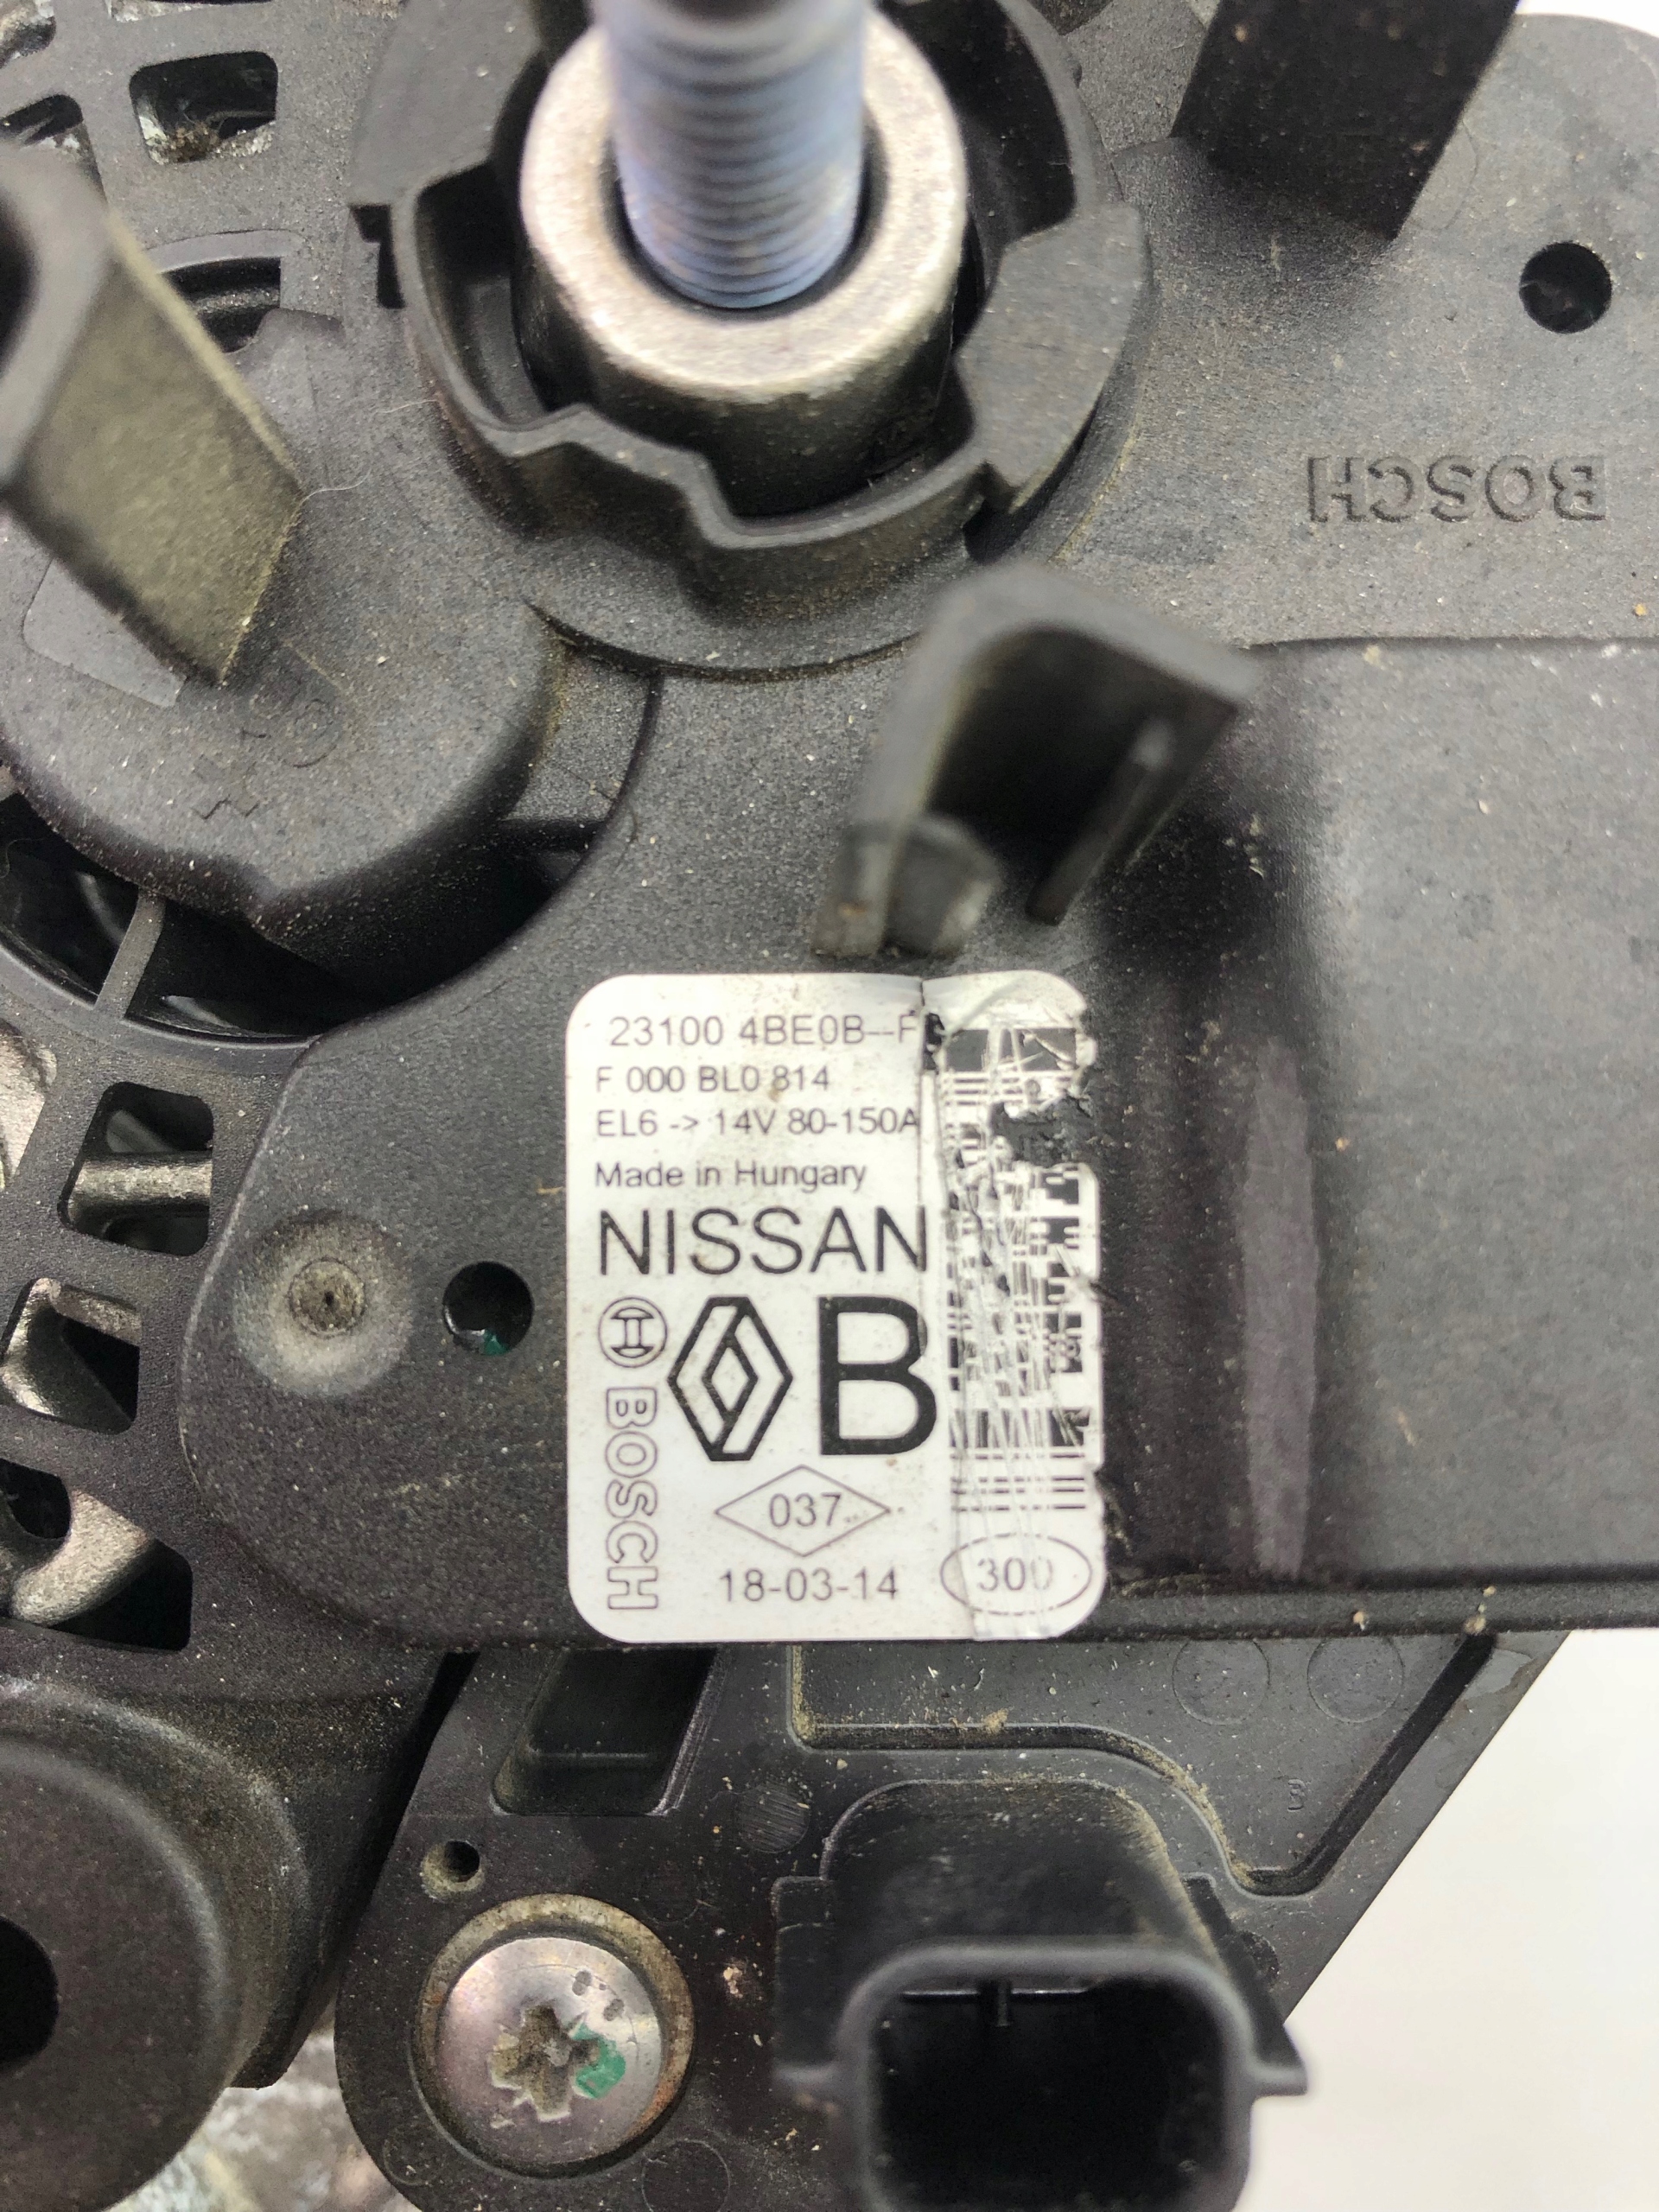 BOSCH
23100 4BE0B--F
F 000 BL0 814
EL6 -> 14V 80-150A
Made in Hungary
NISSAN
B
BOSCH
037
18-03-14
300